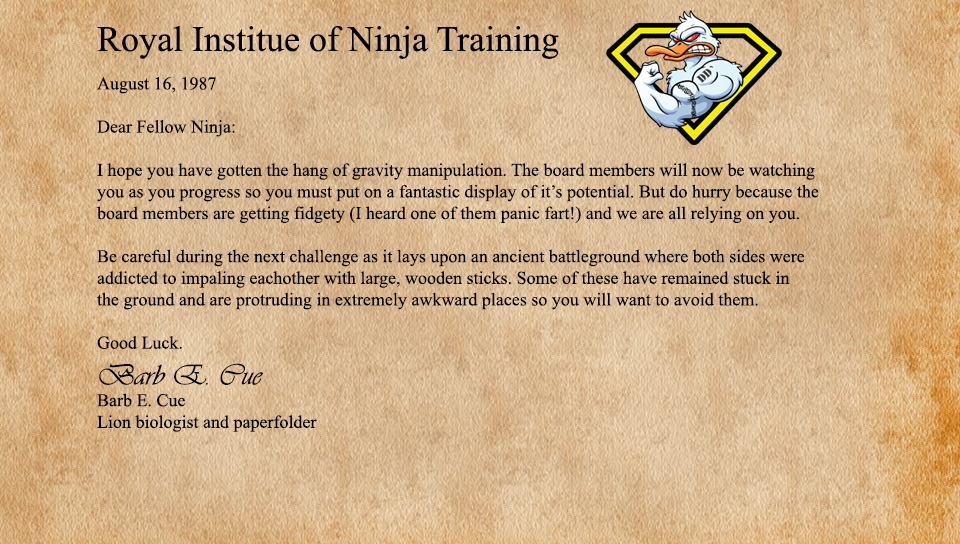 Royal Institue of Ninja Training
DD
August 16, 1987
Dear Fellow Ninja:
I hope you have gotten the hang of gravity manipulation. The board members will now be watching
you as you progress so you must put on a fantastic display of it’s potential. But do hurry because the
board members are getting fidgety (I heard one of them panic fart!) and we are all relying on you.
Be careful during the next challenge as it lays upon an ancient battleground where both sides were
addicted to impaling eachother with large, wooden sticks. Some of these have remained stuck in
the ground and are protruding in extremely awkward places so you will want to avoid them.
Good Luck.
Barb E. Cue
Barb E. Cue
Lion biologist and paperfolder